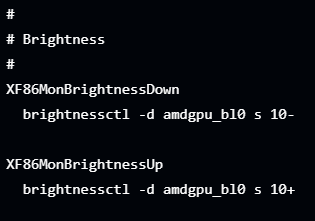 #
# Brightness
#
XF86MonBrightnessDown
  brightnessctl -d amdgpu_bl0 s 10-

XF86MonBrightnessUp
  brightnessctl -d amdgpu_bl0 s 10+